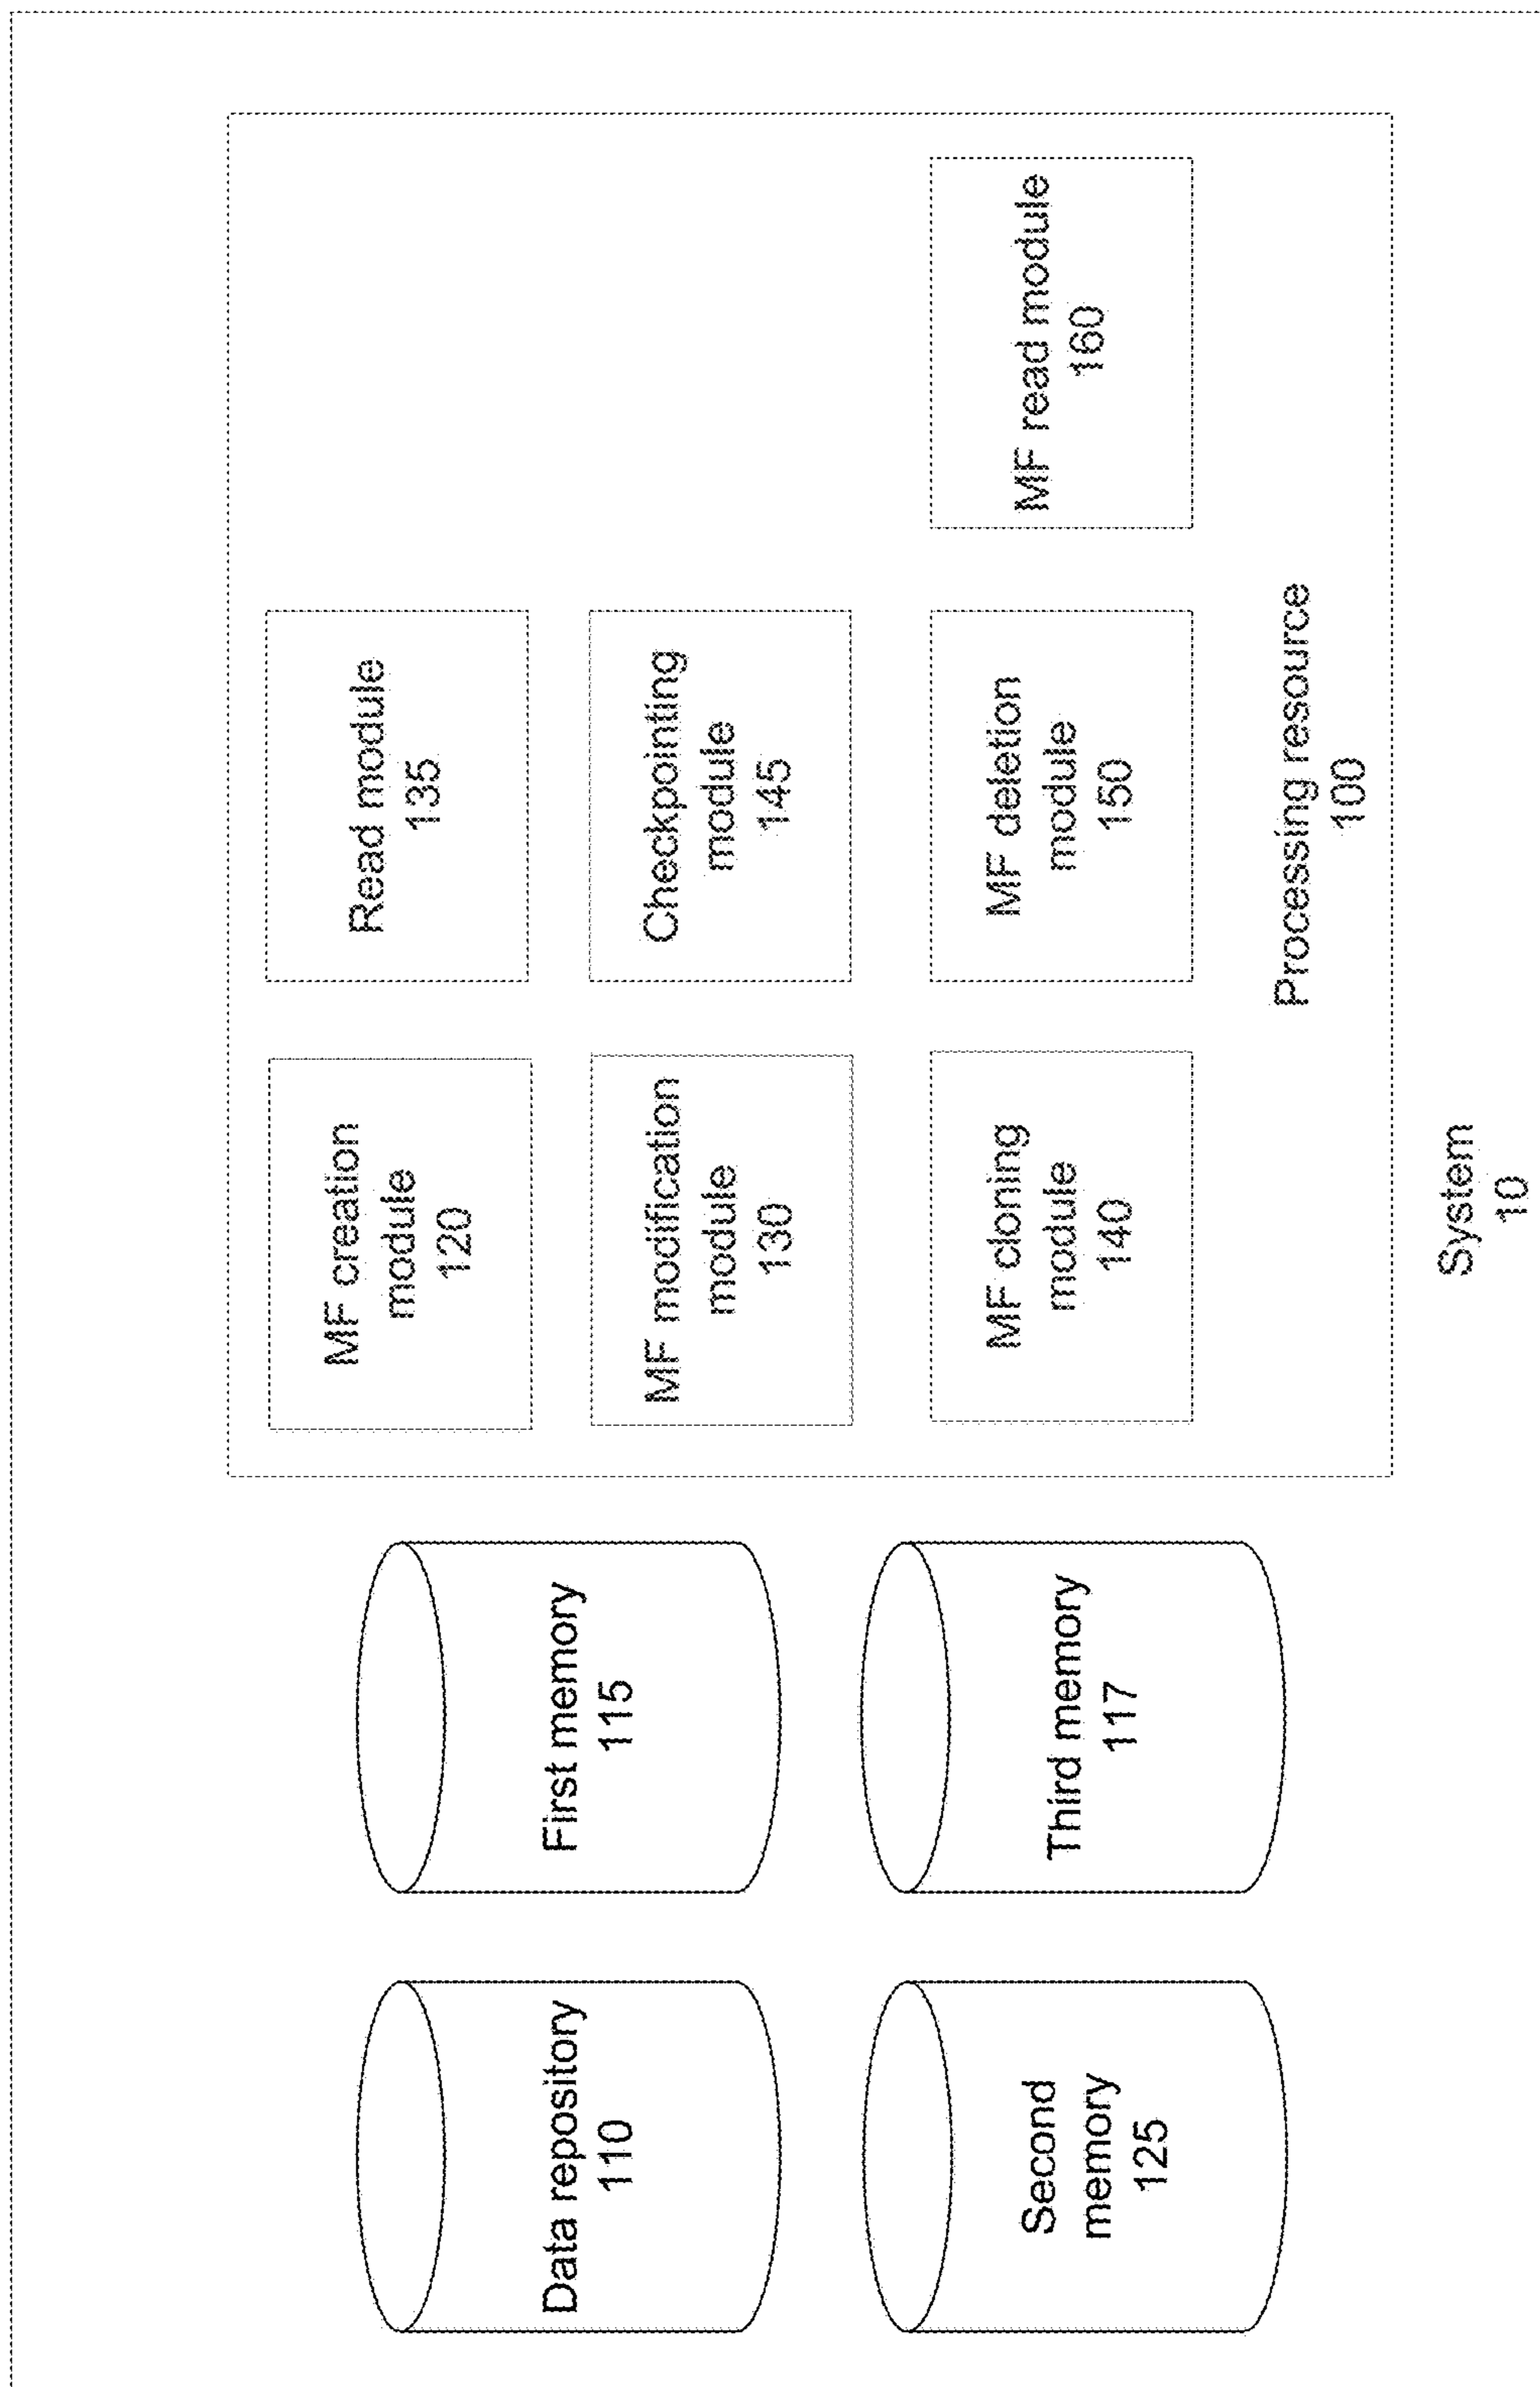 Data repository
110
First memory
115
Second
memory
125
Third memory
117
MF creation
module
120
Read module
135
MF modification
module
130
Checkpointing
module
145
MF cloning
module
140
MF deletion
module
150
MF read module
160
Processing resource
100
System
10